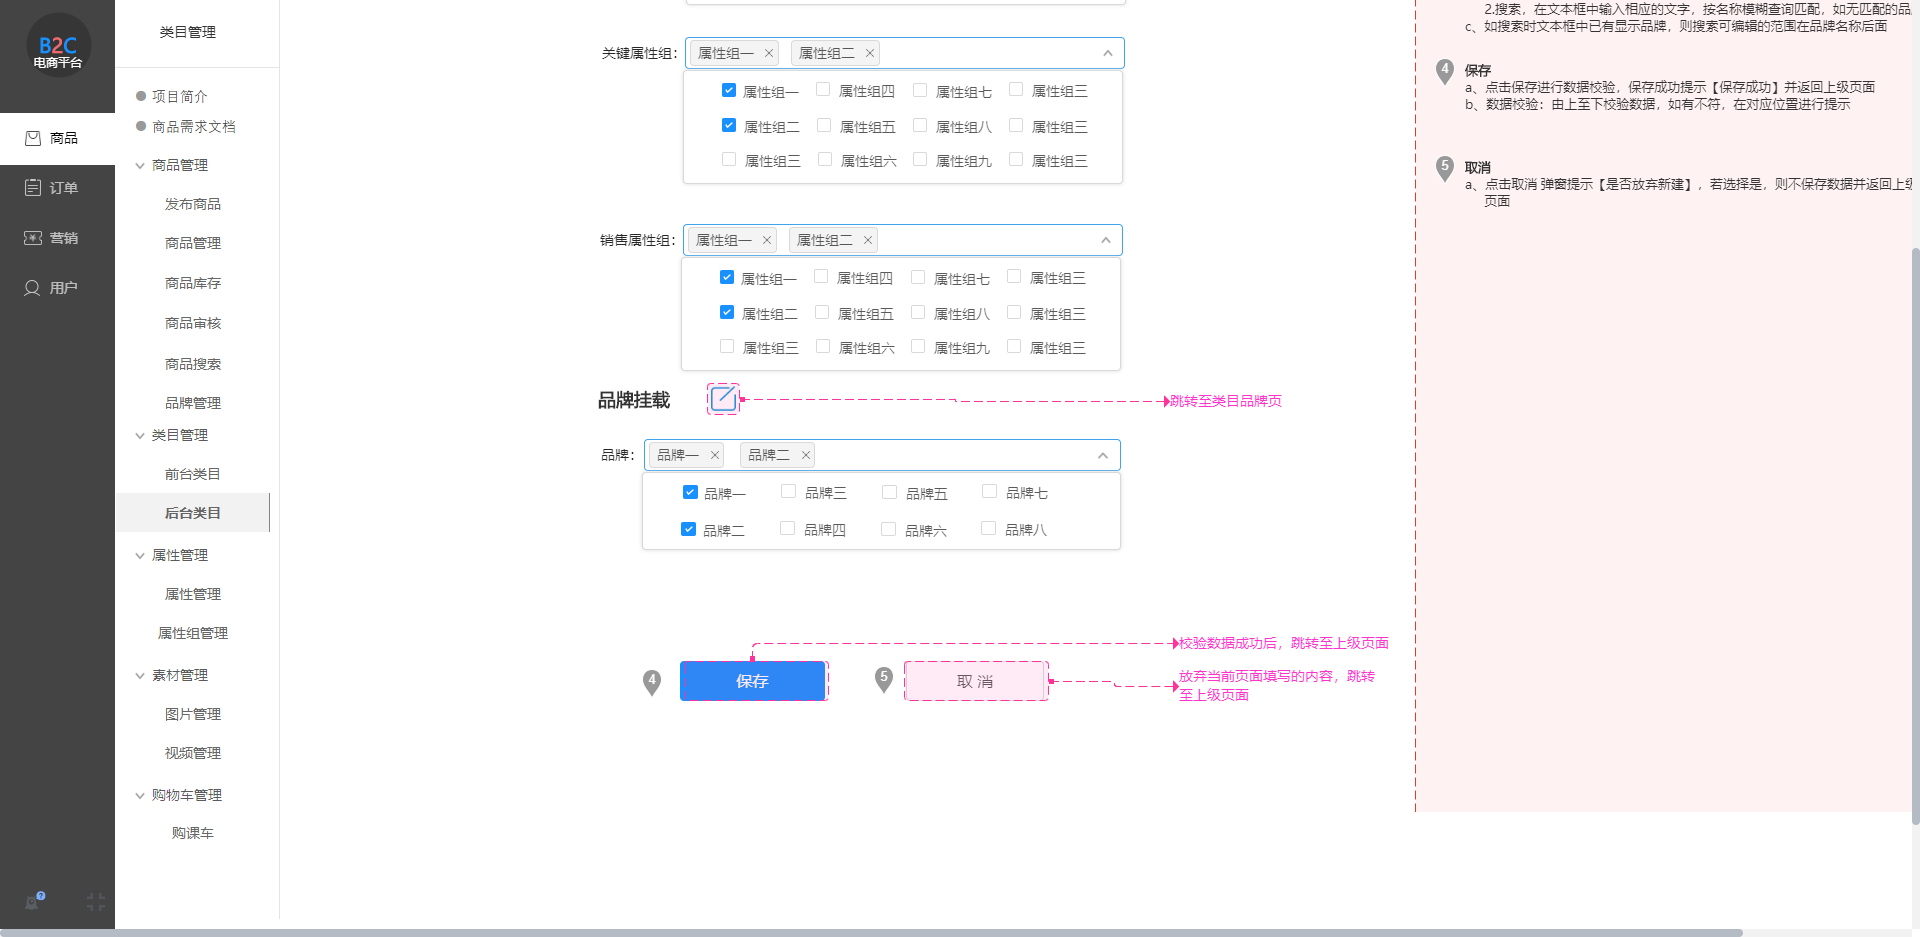 B2C
电商平台
商品
订单
营销
用户
类目管理
项目简介
商品需求文档
商品管理
发布商品
商品管理
商品库存
商品审核
商品搜索
品牌管理
类目管理
前台类目
后台类目
属性管理
属性管理
属性组管理
素材管理
图片管理
视频管理
购物车管理
购课车
关键属性组： 属性组一 属性组二
属性组一 属性组四 属性组七 属性组三
属性组二 属性组五 属性组八 属性组三
属性组三 属性组六 属性组九 属性组三
销售属性组： 属性组一 属性组二
属性组一 属性组四 属性组七 属性组三
属性组二 属性组五 属性组八 属性组三
属性组三 属性组六 属性组九 属性组三
品牌挂载
跳转至类目品牌页
品牌： 品牌一 品牌二
品牌一 品牌三 品牌五 品牌七
品牌二 品牌四 品牌六 品牌八
校验数据成功后，跳转至上级页面
4 保存
5 取 消
放弃当前页面填写的内容，跳转
至上级页面
2.搜索，在文本框中输入相应的文字，按名称模糊查询匹配，如无匹配的品
c、如搜索时文本框中已有显示品牌，则搜索可编辑的范围在品牌名称后面
4 保存
a、点击保存进行数据校验，保存成功提示【保存成功】并返回上级页面
b、数据校验：由上至下校验数据，如有不符，在对应位置进行提示
5 取消
a、点击取消 弹窗提示【是否放弃新建】，若选择是，则不保存数据并返回上级
页面